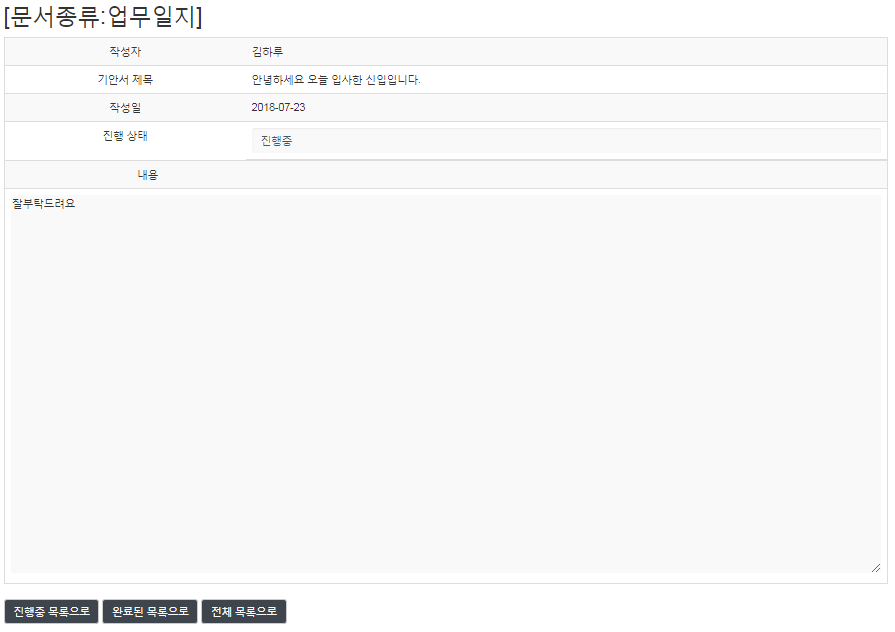 [문서종류:업무일지]
작성자 김하루
기안서 제목 안녕하세요 오늘 입사한 신입입니다.
작성일 2018-07-23
진행 상태 진행중
내용
잘부탁드려요
진행중 목록으로 완료된 목록으로 전체 목록으로